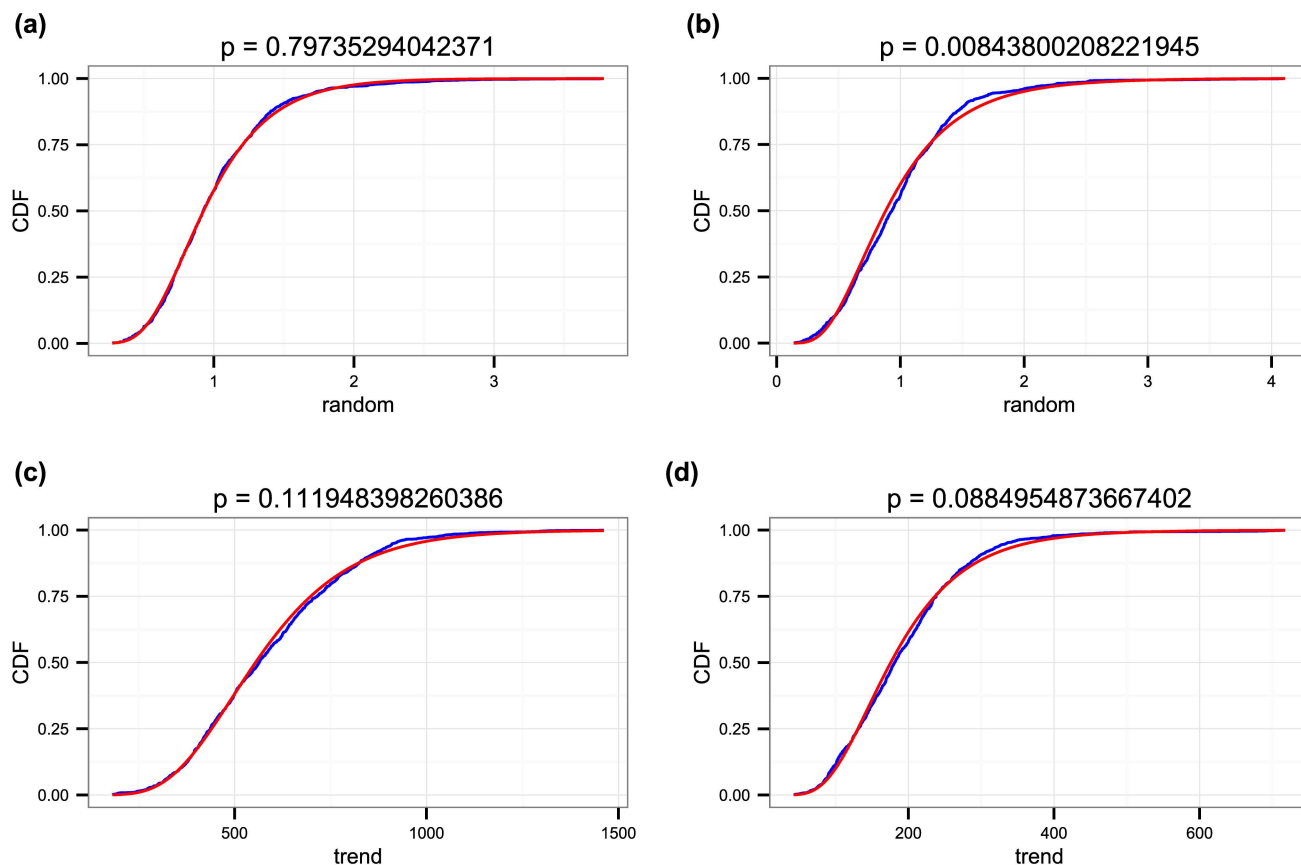 (a)
p = 0.79735294042371
1.00
0.75
0.50
0.25
0.00
CDF
1
2
3
random
(b)
p = 0.00843800208221945
1.00
0.75
0.50
0.25
0.00
CDF
0
1
2
3
4
random
(c)
p = 0.111948398260386
1.00
0.75
0.50
0.25
0.00
CDF
500
1000
1500
trend
(d)
p = 0.0884954873667402
1.00
0.75
0.50
0.25
0.00
CDF
200
400
600
trend